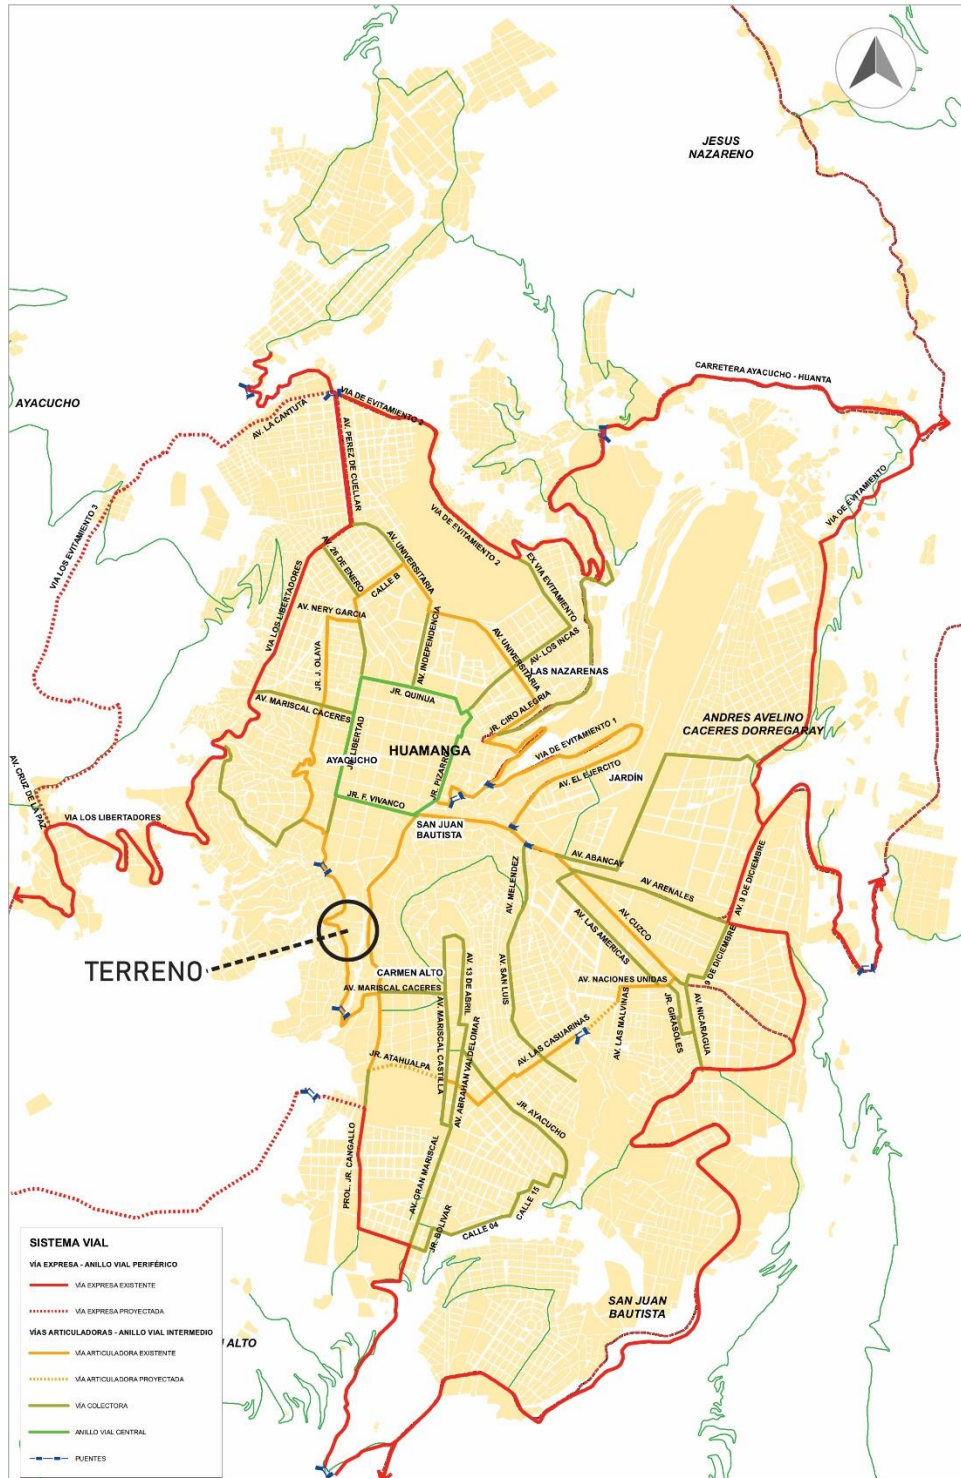 JESUS
NAZARENO
CARRETERA AYACUCHO - HUANTA
AYACUCHO
AV. LA CANTUTA
VIA DE EVITAMIENTO 2
AV. PEREZ DE CUELLAR
VIA DE EVITAMIENTO
VIA LOS EVITAMIENTO 3
VIA DE EVITAMIENTO 2
AV. 26 DE ENERO
AV. UNIVERSITARIA
CALLE B
EX VIA EVITAMIENTO
VIA LOS LIBERTADORES
AV. NERY GARCIA
AV. INDEPENDENCIA
AV. UNIVERSITARIA
AV- LOS INCAS
LAS NAZARENAS
JR. J. OLAYA
JR. QUINUA
AV. MARISCAL CACERES
JR. CIRO ALEGRIA
ANDRES AVELINO
CACERES DORREGARAY
JR. LIBERTAD
HUAMANGA
AYACUCHO
VIA DE EVITAMIENTO 1
JR. PIZARRO
AV. EL EJERCITO
JARDÍN
AV. CRUZ DE LA PAZ
VIA LOS LIBERTADORES
JR. F. VIVANCO
SAN JUAN
BAUTISTA
AV. ABANCAY
AV. MELENDEZ
AV ARENALES
AV. 9 DE DICIEMBRE
AV. CUZCO
AV. LAS AMERICAS
9 DE DICIEMBRE
TERRENO
CARMEN ALTO
AV. MARISCAL CACERES
AV. 13 DE ABRIL
AV. SAN LUIS
AV. NACIONES UNIDAS
AV. MARISCAL CASTILLA
AV. ABRAHAN VALDELOMAR
AV. LAS CASUARINAS
AV. LAS MALVINAS
JR. GIRASOLES
AV. NICARAGUA
JR. ATAHUALPA
JR. AYACUCHO
PROL. JR. CANGALLO
AV. GRAN MARISCAL
JR. BOLIVAR
CALLE 04
CALLE 15
SAN JUAN
BAUTISTA
ALTO
SISTEMA VIAL
VÍA EXPRESA - ANILLO VIAL PERIFÉRICO
VÍA EXPRESA EXISTENTE
VÍA EXPRESA PROYECTADA
VÍAS ARTICULADORAS - ANILLO VIAL INTERMEDIO
VÍA ARTICULADORA EXISTENTE
VÍA ARTICULADORA PROYECTADA
VÍA COLECTORA
ANILLO VIAL CENTRAL
PUENTES